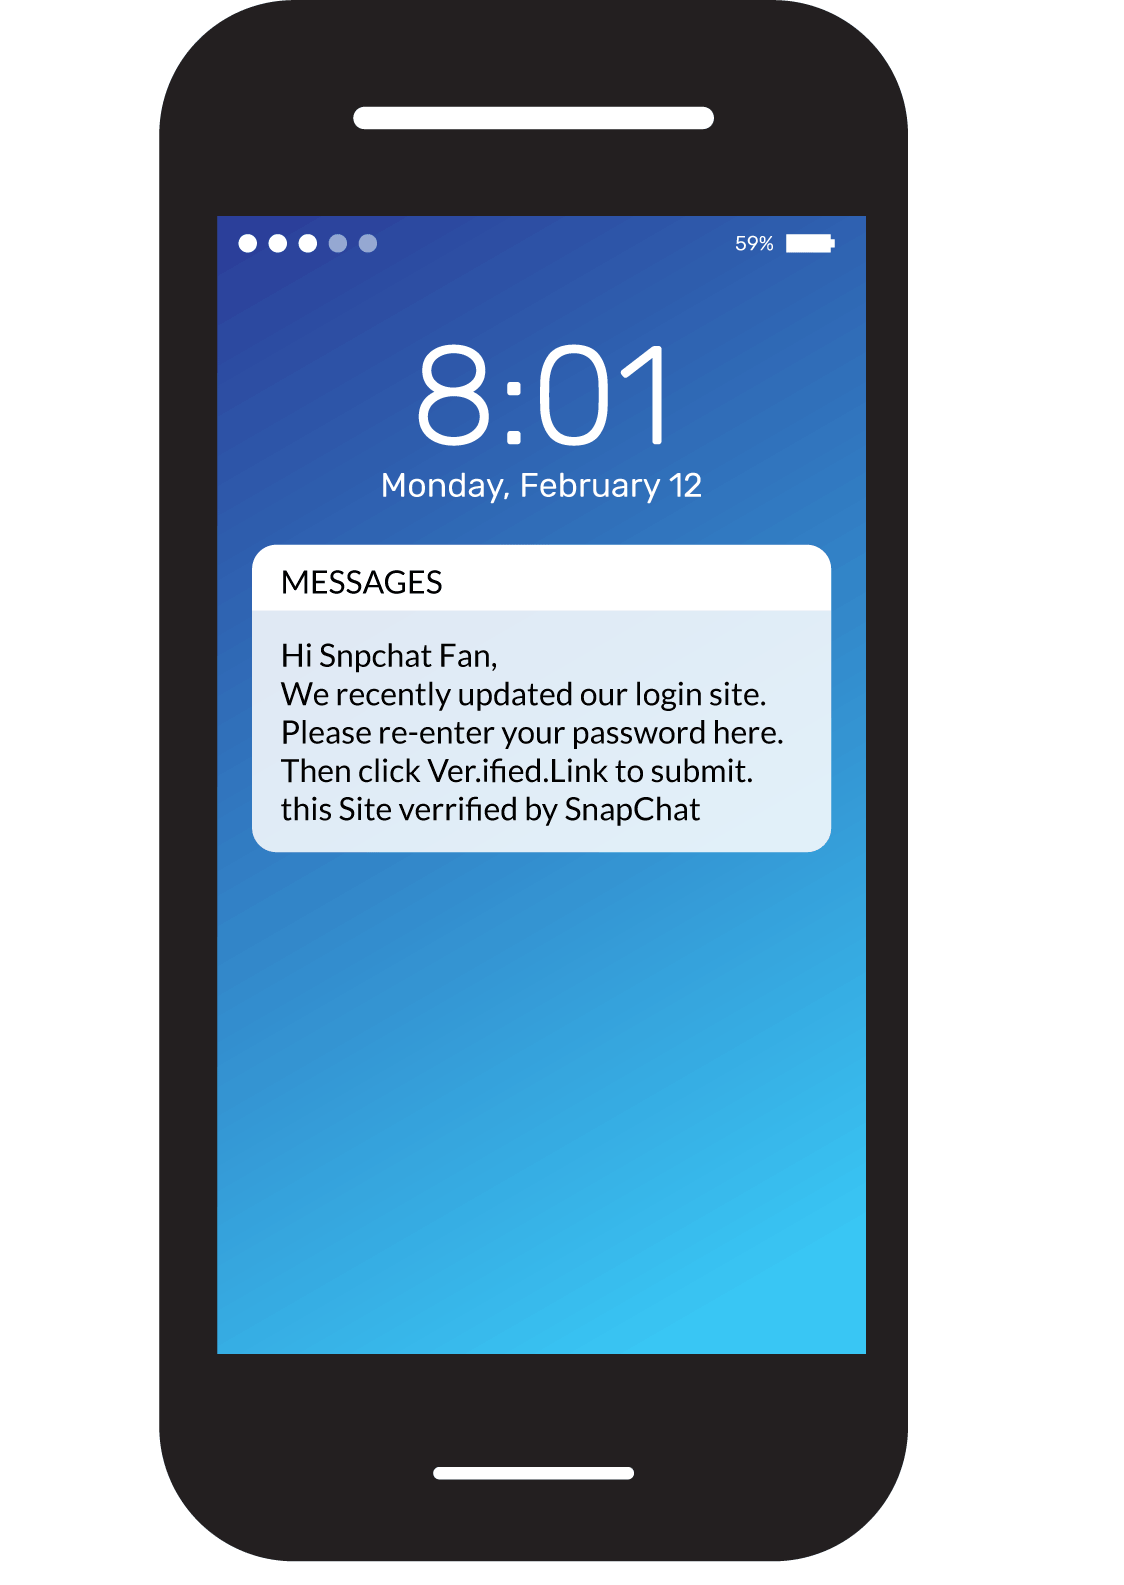 59%
8:01
Monday, February 12
MESSAGES
Hi Snpchat Fan,
We recently updated our login site.
Please re-enter your password here.
Then click Ver.ified.Link to submit.
this Site verrified by SnapChat